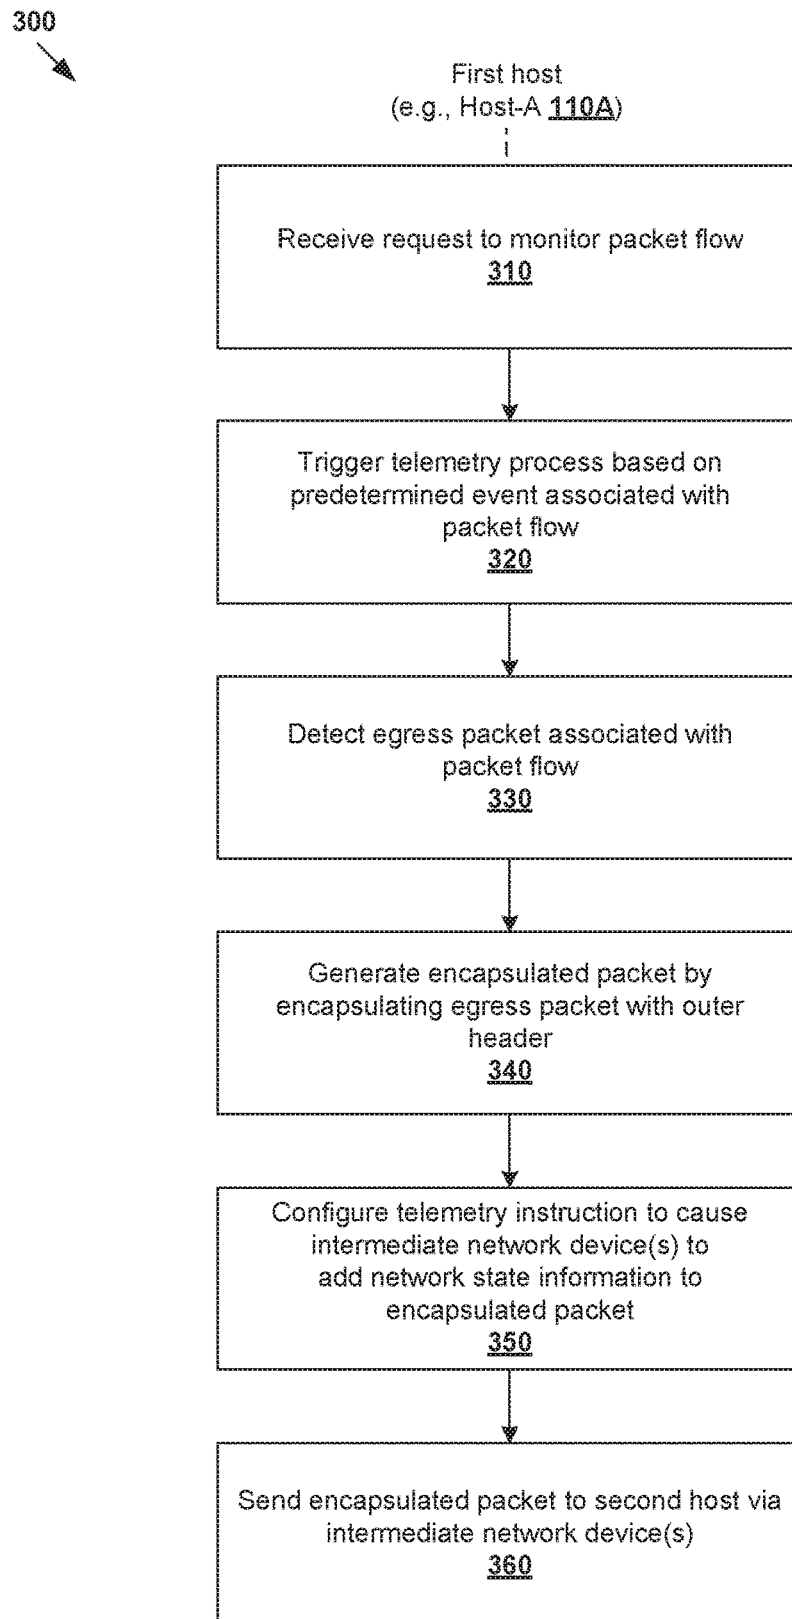 300
First host
(e.g., Host-A 110A)
Receive request to monitor packet flow
310
Trigger telemetry process based on
predetermined event associated with
packet flow
320
Detect egress packet associated with
packet flow
330
Generate encapsulated packet by
encapsulating egress packet with outer
header
340
Configure telemetry instruction to cause
intermediate network device(s) to
add network state information to
encapsulated packet
350
Send encapsulated packet to second host via
intermediate network device(s)
360